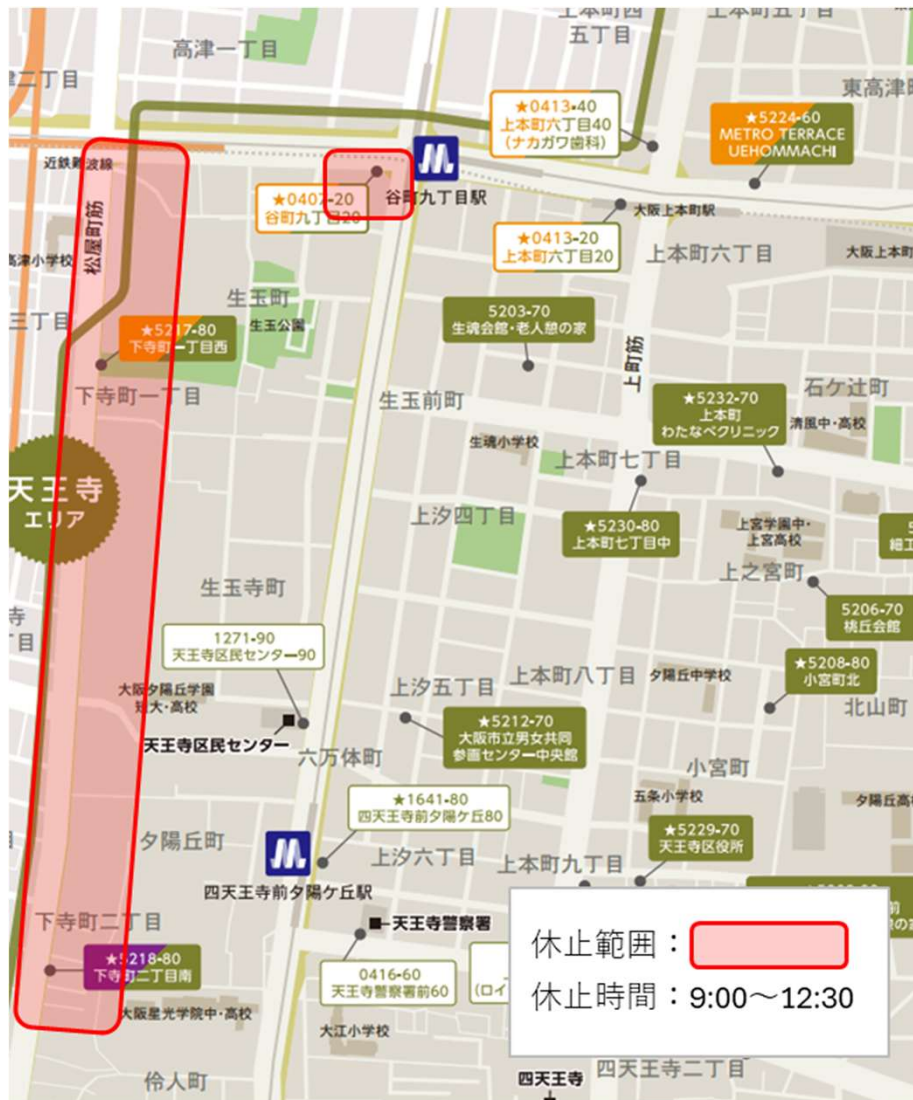 上本町四
五丁目
上本町五丁目
高津一丁目
二丁目
東高津町
★0413-40
上本町六丁目40
(ナカガワ歯科)
★5224-60
METRO TERRACE
UEHOMMACHI
近鉄難波線
★0407-20
谷町九丁目20
谷町九丁目駅
大阪上本町駅
松屋町筋
★0413-20
上本町六丁目20
上本町六丁目
大阪上本町
高津小学校
三丁目
生玉町
生玉公園
5203-70
生魂会館・老人憩の家
★5217-80
下寺町一丁目西
上町筋
下寺町一丁目
生玉前町
石ケ辻町
★5232-70
上本町
わたなベクリニック
清風中・高校
生魂小学校
上本町七丁目
天王寺
エリア
上汐四丁目
★5230-80
上本町七丁目中
上宮学園中・
上宮高校
細工
生玉寺町
上之宮町
寺
丁目
5206-70
桃丘会館
1271-90
天王寺区民センター90
★5208-80
小宮町北
大阪夕陽丘学園
短大・高校
上汐五丁目
上本町八丁目
夕陽丘中学校
北山町
天王寺区民センター
★5212-70
大阪市立男女共同
参画センター中央館
六万体町
小宮町
★1641-80
四天王寺前夕陽ケ丘80
五条小学校
夕陽丘高
夕陽丘町
★5229-70
天王寺区役所
上汐六丁目
上本町九丁目
四天王寺前夕陽ケ丘駅
下寺町二丁目
天王寺警察署
前
★5218-80
下寺町二丁目南
0416-60
天王寺警察署前60
(ロイ
休止範囲：
休止時間：9:00～12:30
大阪星光学院中・高校
大江小学校
伶人町
四天王寺
四天王寺二丁目